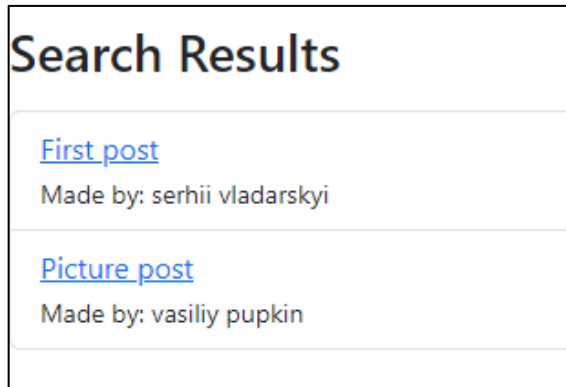 Search Results
First post
Made by: serhii vladarskyi
Picture post
Made by: vasiliy pupkin